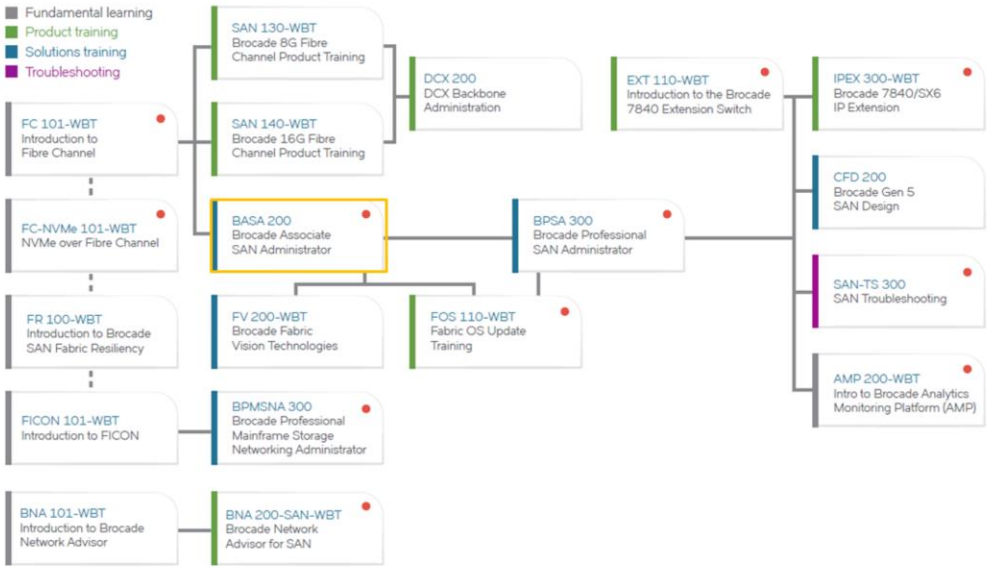 Fundamental learning
Product training
Solutions training
Troubleshooting
SAN 130-WBT
Brocade 8G Fibre
Channel Product Training
DCX 200
DCX Backbone
Administration
EXT 110-WBT
Introduction to the Brocade
7840 Extension Switch
IPEX 300-WBT
Brocade 7840/SX6
IP Extension
FC 101-WBT
Introduction to
Fibre Channel
SAN 140-WBT
Brocade 16G Fibre
Channel Product Training
CFD 200
Brocade Gen 5
SAN Design
FC-NVMe 101-WBT
NVMe over Fibre Channel
BASA 200
Brocade Associate
SAN Administrator
BPSA 300
Brocade Professional
SAN Administrator
SAN-TS 300
SAN Troubleshooting
FR 100-WBT
Introduction to Brocade
SAN Fabric Resiliency
FV 200-WBT
Brocade Fabric
Vision Technologies
FOS 110-WBT
Fabric OS Update
Training
AMP 200-WBT
Intro to Brocade Analytics
Monitoring Platform (AMP)
FICON 101-WBT
Introduction to FICON
BPMSNA 300
Brocade Professional
Mainframe Storage
Networking Administrator
BNA 101-WBT
Introduction to Brocade
Network Advisor
BNA 200-SAN-WBT
Brocade Network
Advisor for SAN